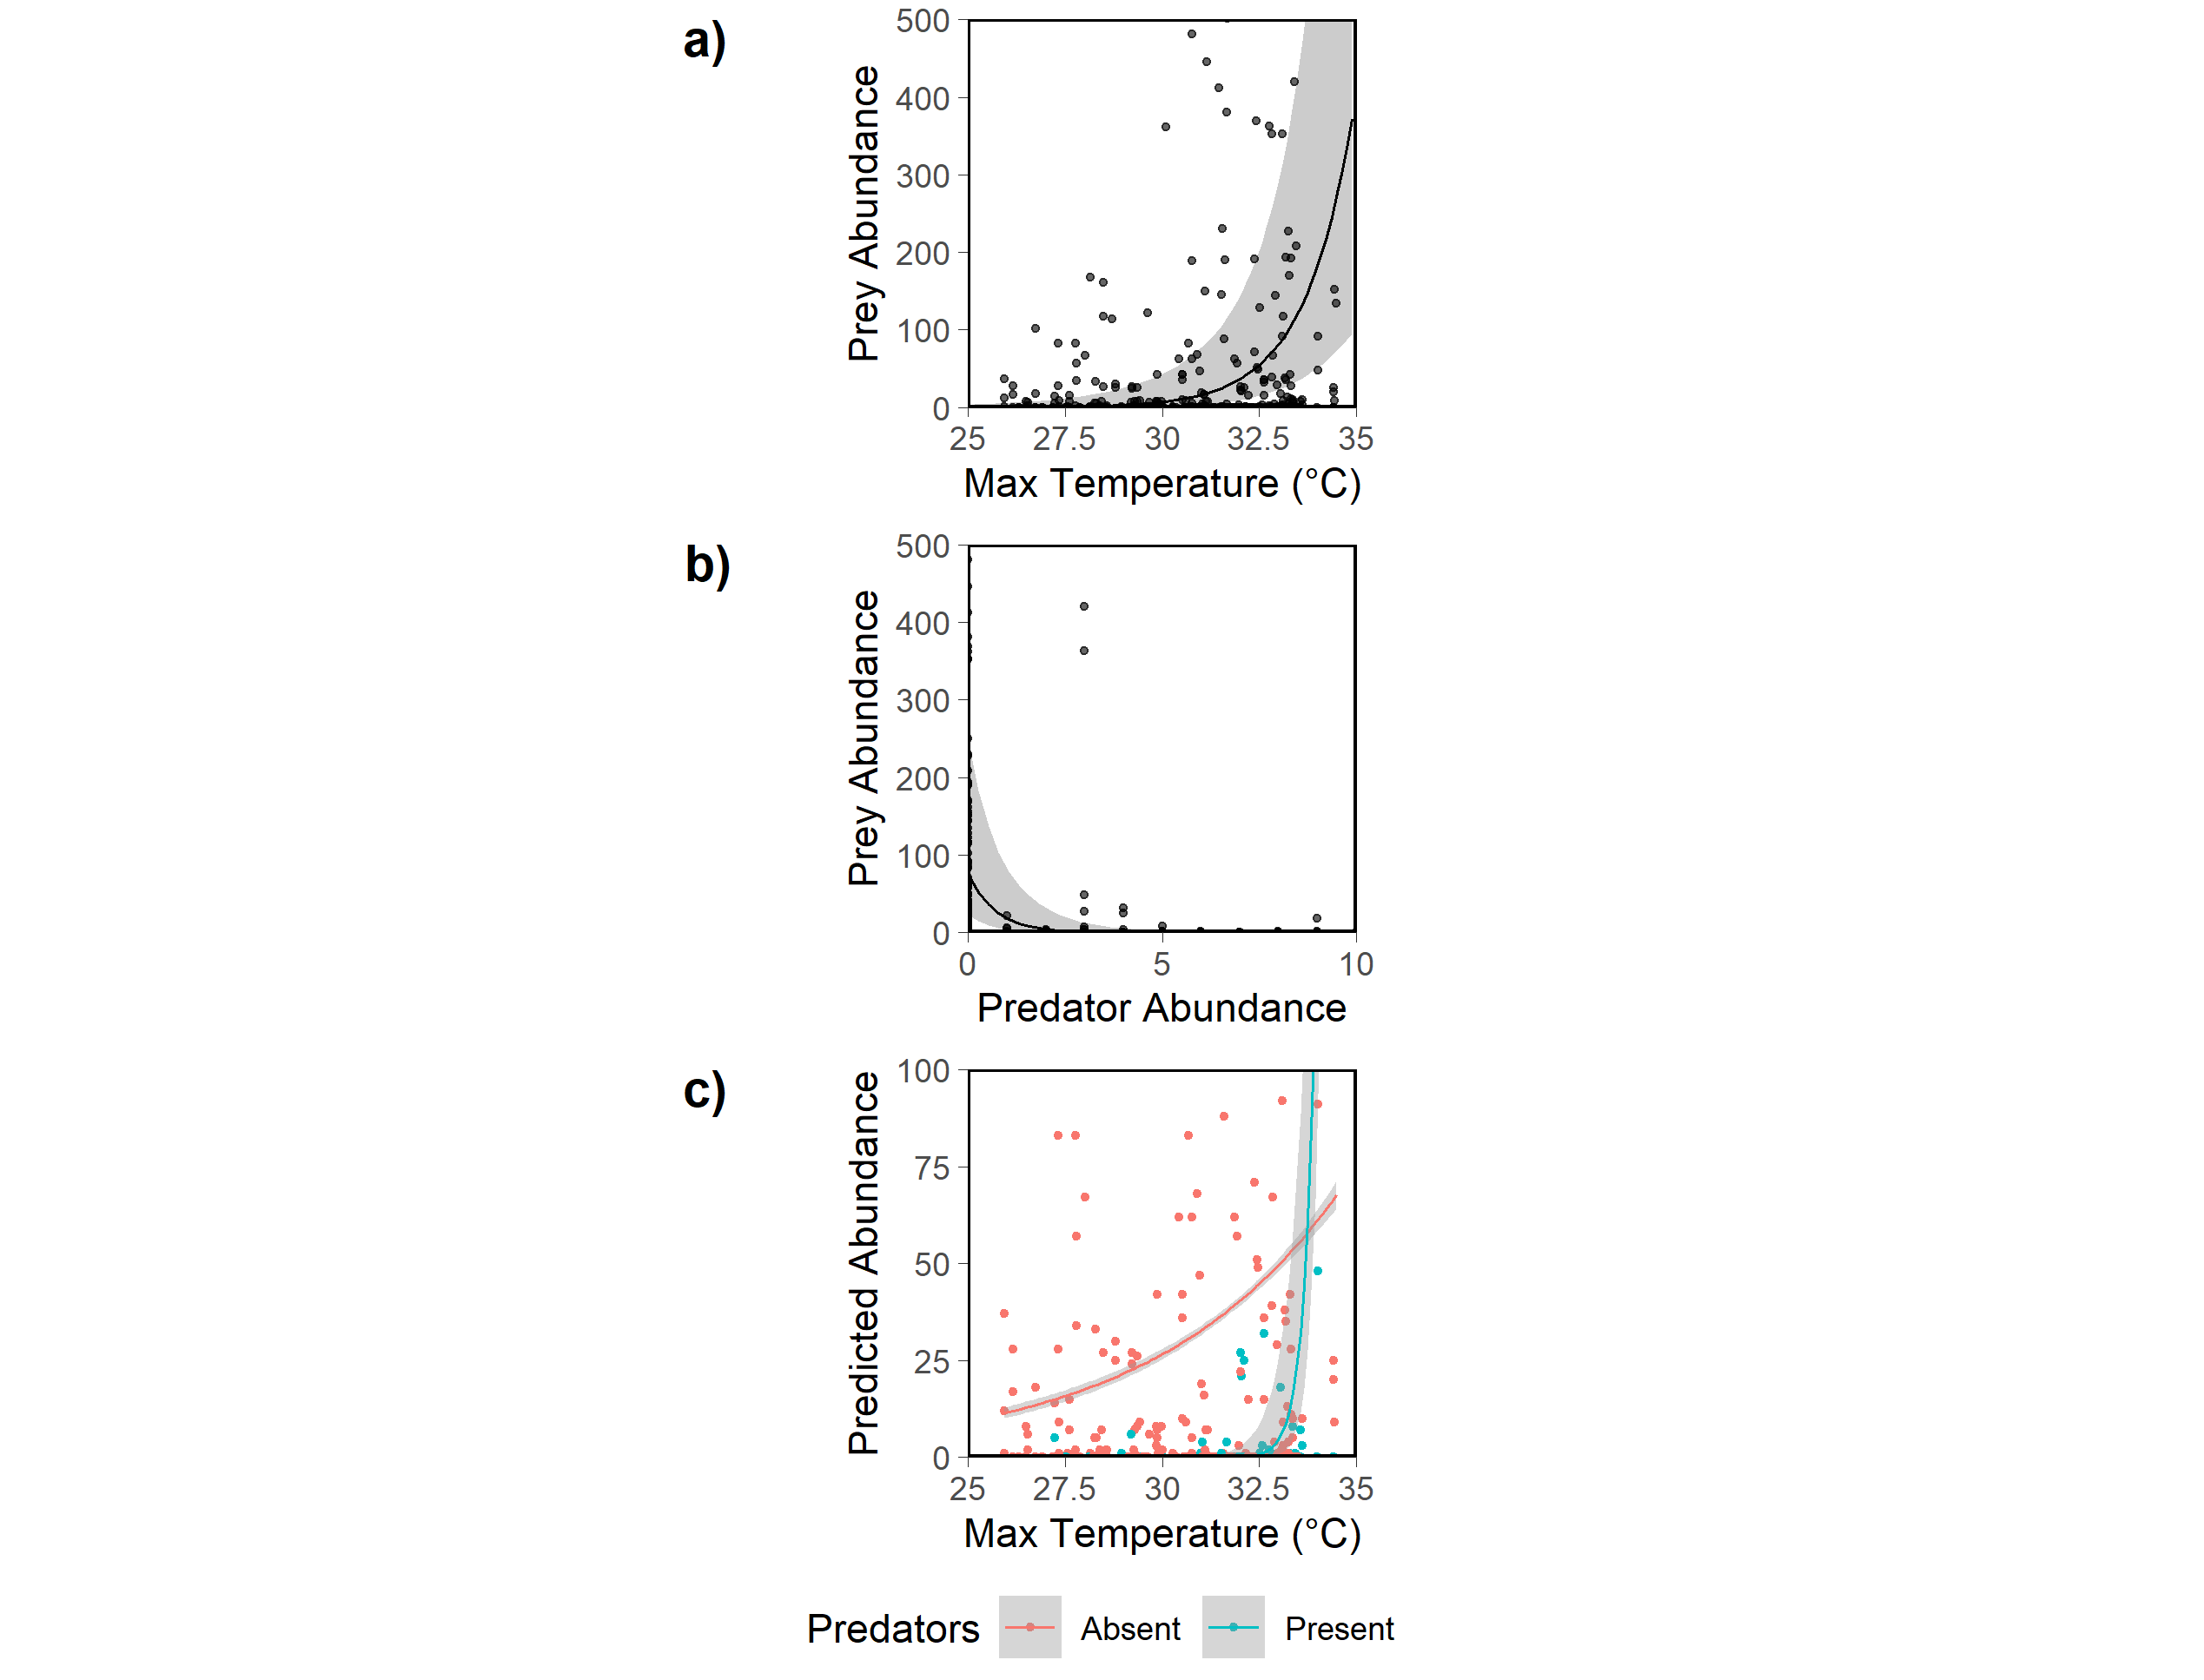 a)
500
400
300
200
100
0
Prey Abundance
25 27.5 30 32.5 35
Max Temperature (°C)
b)
500
400
300
200
100
0
Prey Abundance
0 5 10
Predator Abundance
c)
100
75
50
25
0
Predicted Abundance
25 27.5 30 32.5 35
Max Temperature (°C)
Predators Absent Present